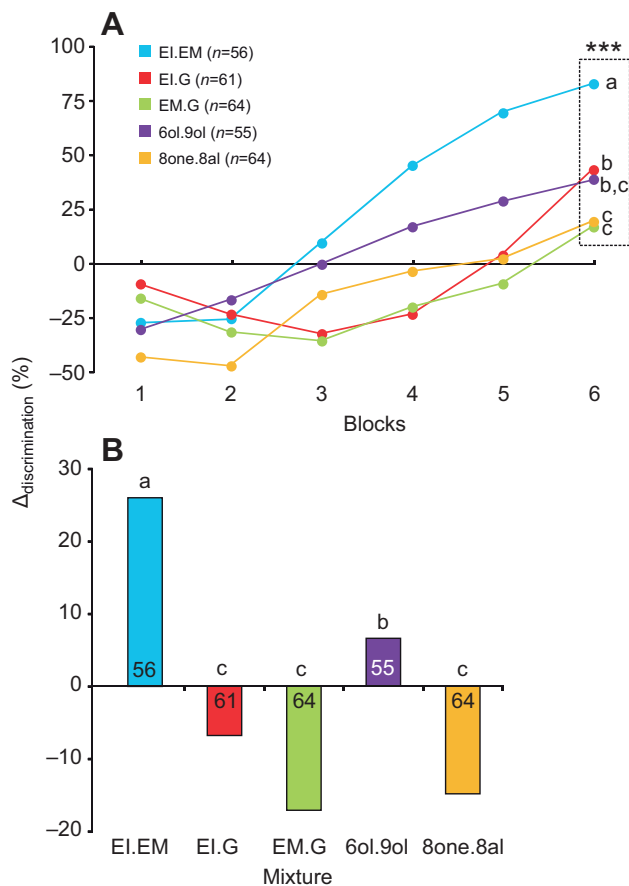 A
100
75
50
25
0
–25
–50
EI.EM (n=56)
EI.G (n=61)
EM.G (n=64)
6ol.9ol (n=55)
8one.8al (n=64)
***
a
b
b,c
c
c
1 2 3 4 5 6
Blocks
Δdiscrimination (%)
B
30
20
10
0
–10
–20
a
c
c
b
c
56
61
64
55
64
EI.EM EI.G EM.G 6ol.9ol 8one.8al
Mixture